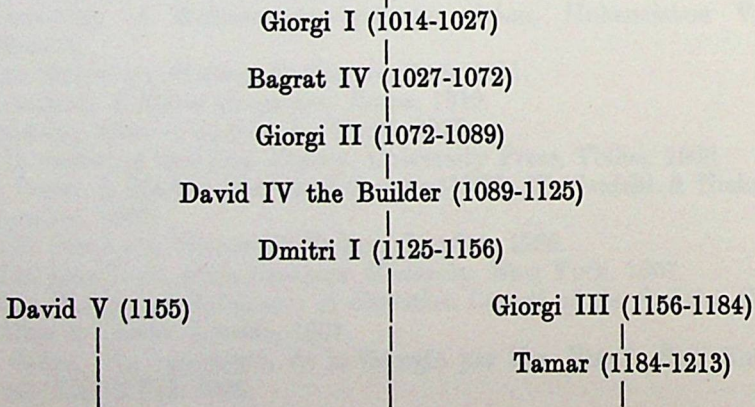 Giorgi I (1014-1027)
Bagrat IV (1027-1072)
Giorgi II (1072-1089)
David IV the Builder (1089-1125)
Dmitri I (1125-1156)
David V (1155) Giorgi III (1156-1184)
Tamar (1184-1213)